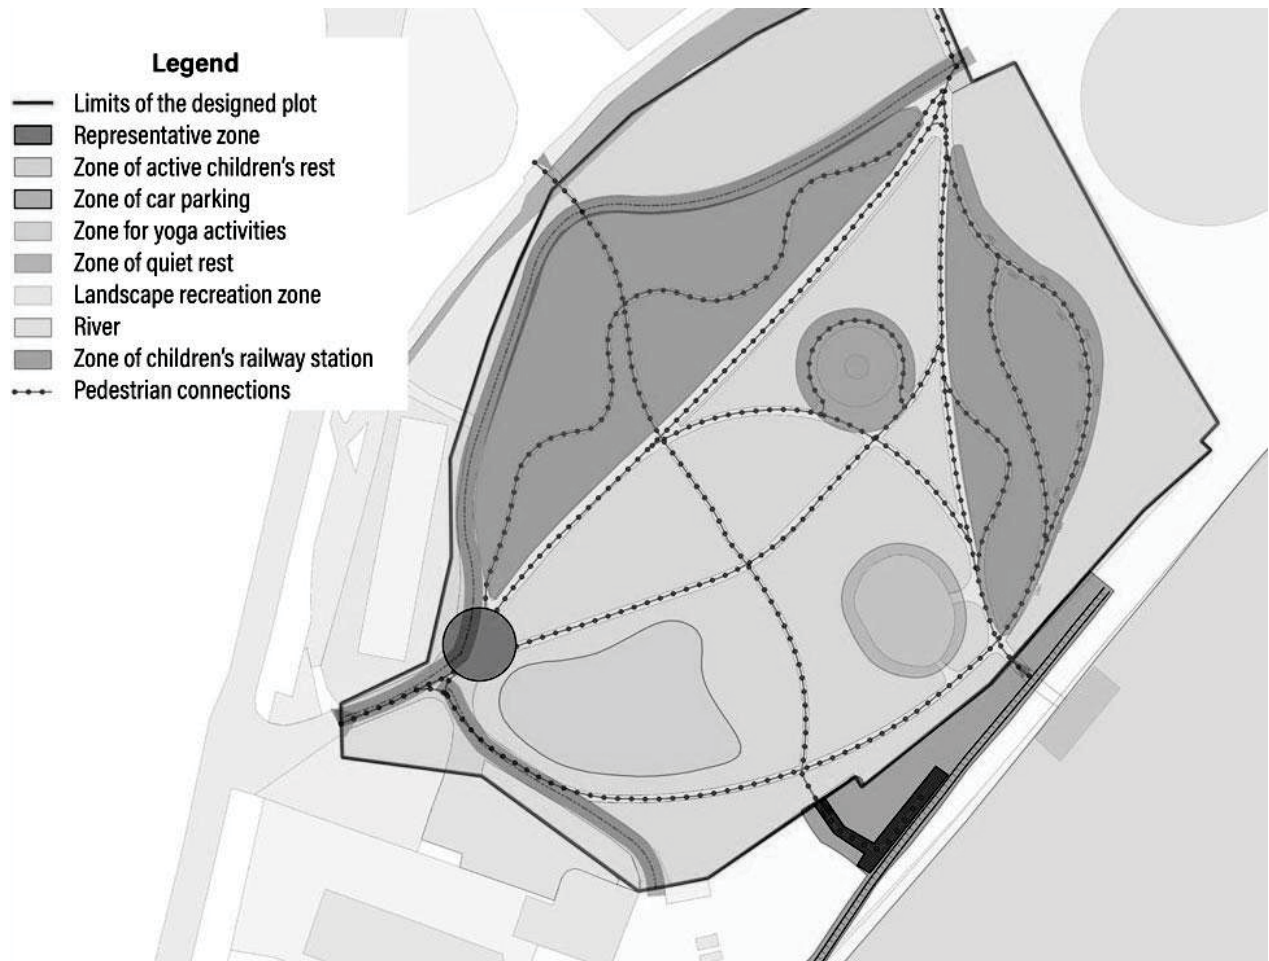 Legend
Limits of the designed plot
Representative zone
Zone of active children's rest
Zone of car parking
Zone for yoga activities
Zone of quiet rest
Landscape recreation zone
River
Zone of children's railway station
Pedestrian connections